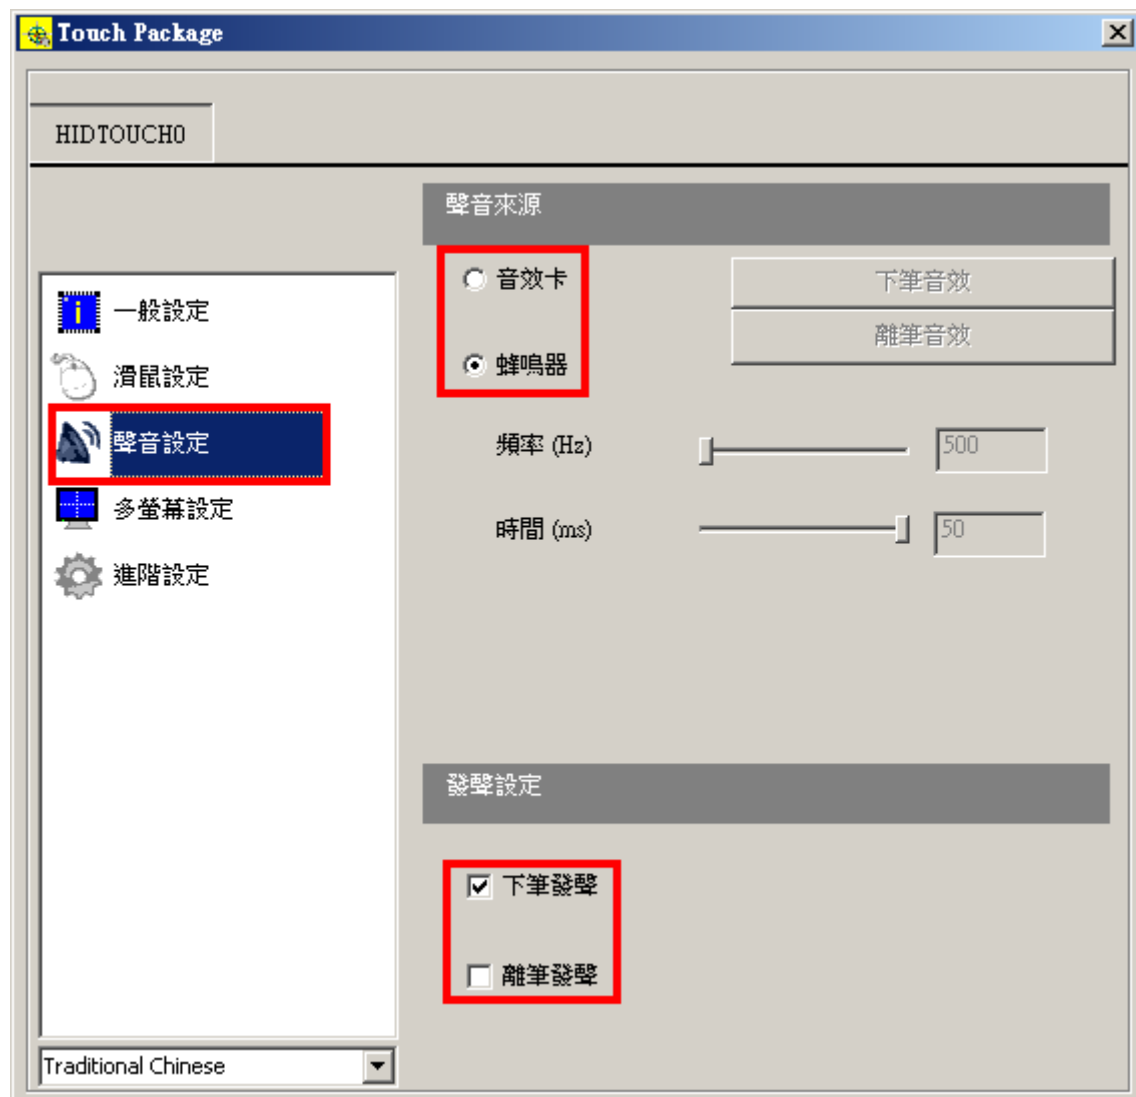 Touch Package
HIDTOUCH0
一般設定
滑鼠設定
聲音設定
多螢幕設定
進階設定
Traditional Chinese
聲音來源
音效卡
下筆音效
離筆音效
蜂鳴器
頻率 (Hz)
500
時間 (ms)
50
發聲設定
下筆發聲
離筆發聲